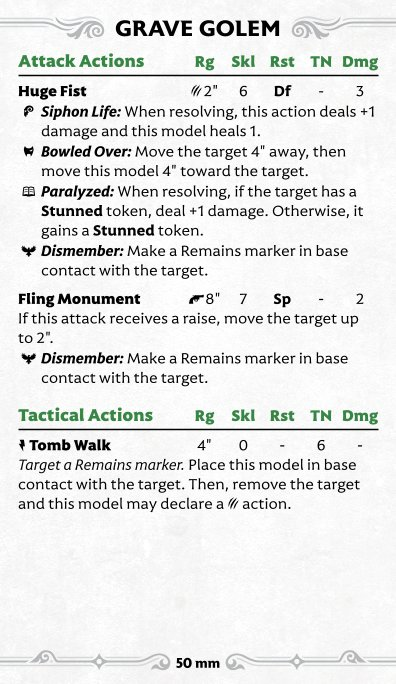 GRAVE GOLEM
Attack Actions Rg Skl Rst TN Dmg
Huge Fist 2" 6 Df - 3
Siphon Life: When resolving, this action deals +1
damage and this model heals 1.
Bowled Over: Move the target 4" away, then
move this model 4" toward the target.
Paralyzed: When resolving, if the target has a
Stunned token, deal +1 damage. Otherwise, it
gains a Stunned token.
Dismember: Make a Remains marker in base
contact with the target.
Fling Monument 8" 7 Sp - 2
If this attack receives a raise, move the target up
to 2".
Dismember: Make a Remains marker in base
contact with the target.
Tactical Actions Rg Skl Rst TN Dmg
Tomb Walk 4" 0 - 6 -
Target a Remains marker. Place this model in base
contact with the target. Then, remove the target
and this model may declare a action.
50 mm